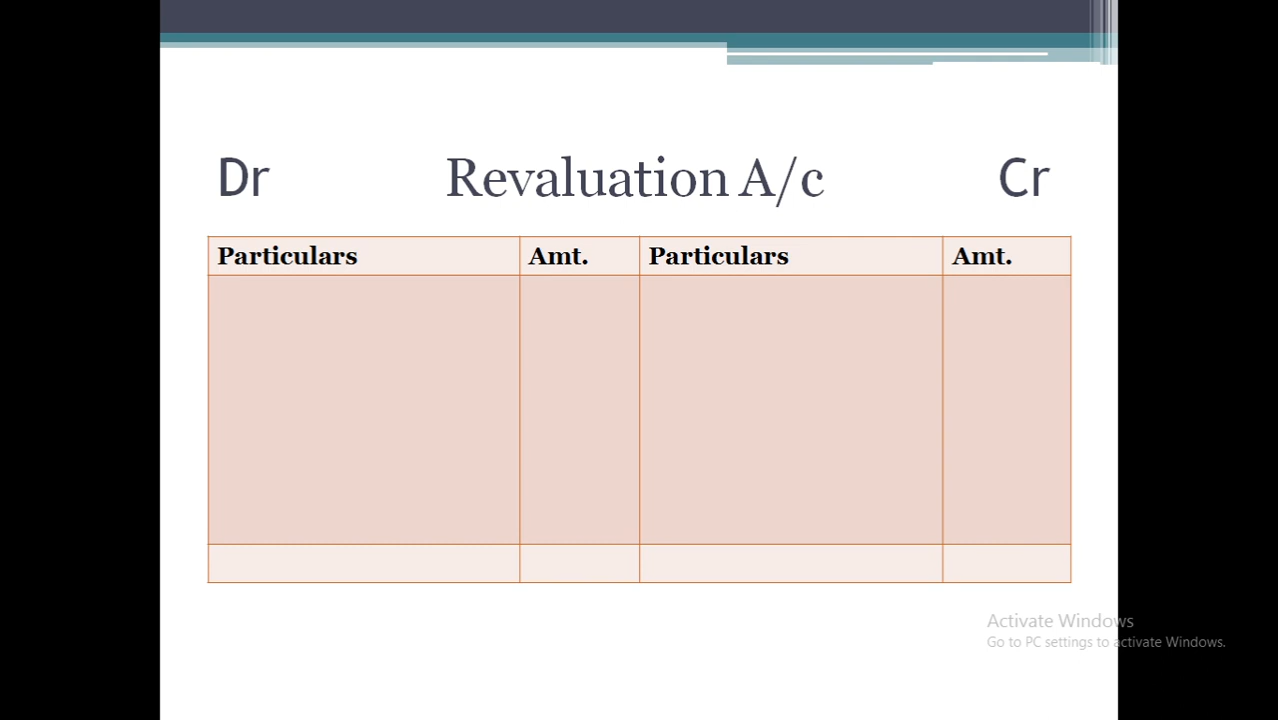 Dr Revaluation A/c Cr
Particulars Amt. Particulars Amt.
Activate Windows
Go to PC settings to activate Windows.